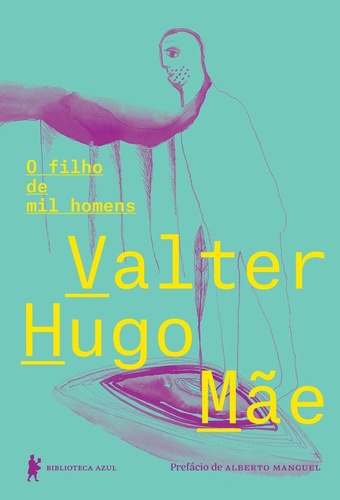 O filho
de
mil homens
Valter
Hugo
Mãe
BIBLIOTECA AZUL
Prefácio de ALBERTO MANGUEL